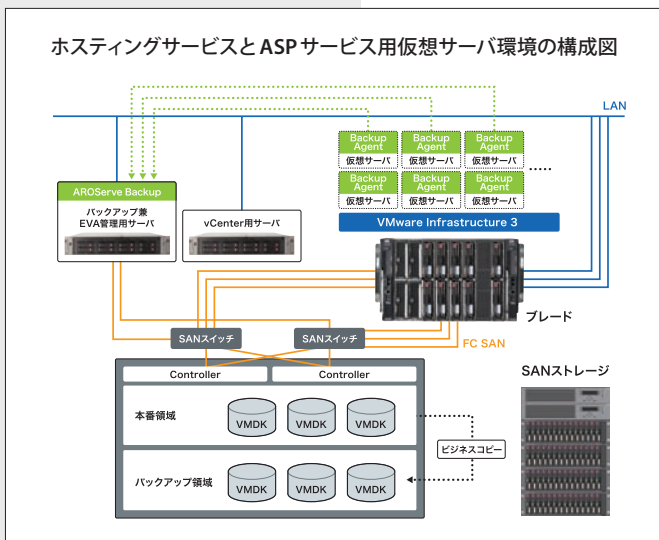 ホスティングサービスとASPサービス用仮想サーバ環境の構成図
LAN
Backup Agent
仮想サーバ
Backup Agent
仮想サーバ
Backup Agent
仮想サーバ
Backup Agent
仮想サーバ
Backup Agent
仮想サーバ
Backup Agent
仮想サーバ
.....
AROServe Backup
バックアップ兼
EVA管理用サーバ
vCenter用サーバ
VMware Infrastructure 3
ブレード
SANスイッチ
SANスイッチ
FC SAN
SANストレージ
Controller
Controller
本番領域
VMDK
VMDK
VMDK
ビジネスコピー
バックアップ領域
VMDK
VMDK
VMDK